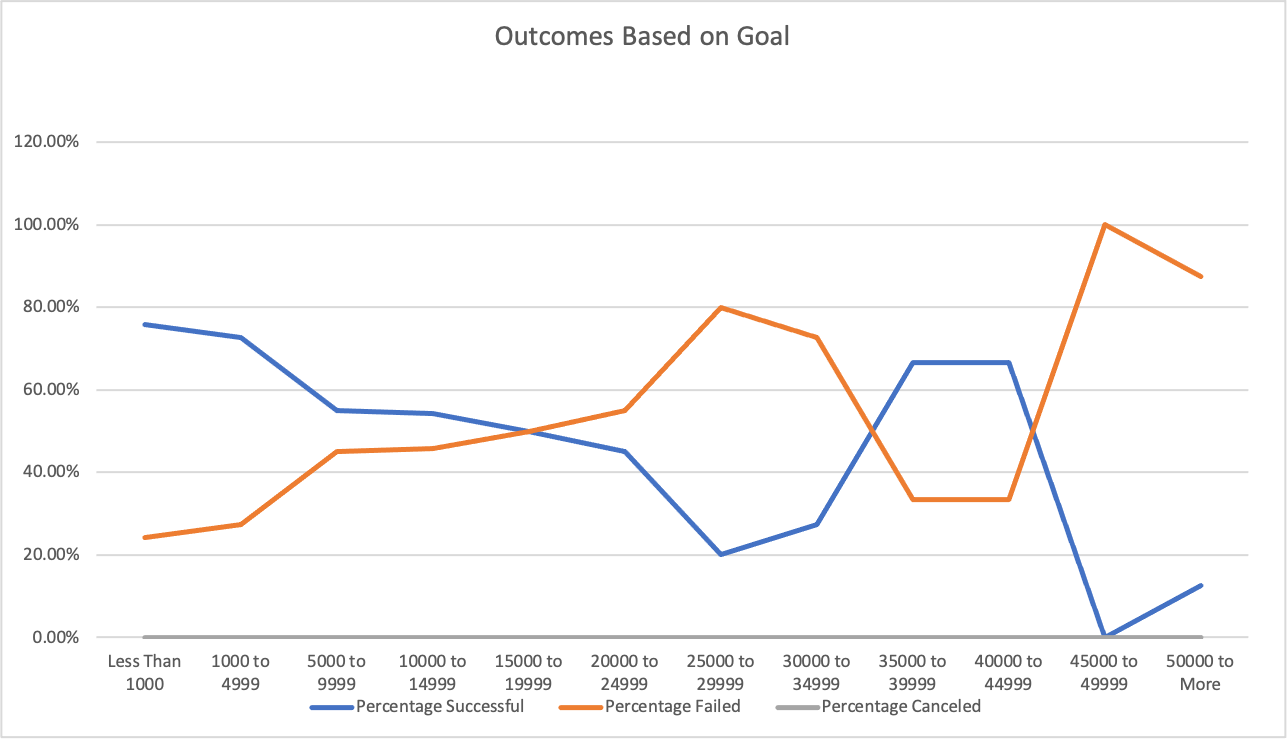 Outcomes Based on Goal
120.00%
100.00%
80.00%
60.00%
40.00%
20.00%
0.00%
Less Than 1000 to 5000 to 10000 to 15000 to 20000 to 25000 to 30000 to 35000 to 40000 to 45000 to 50000 to
1000 4999 9999 14999 19999 24999 29999 34999 39999 44999 49999 More
Percentage Successful Percentage Failed Percentage Canceled